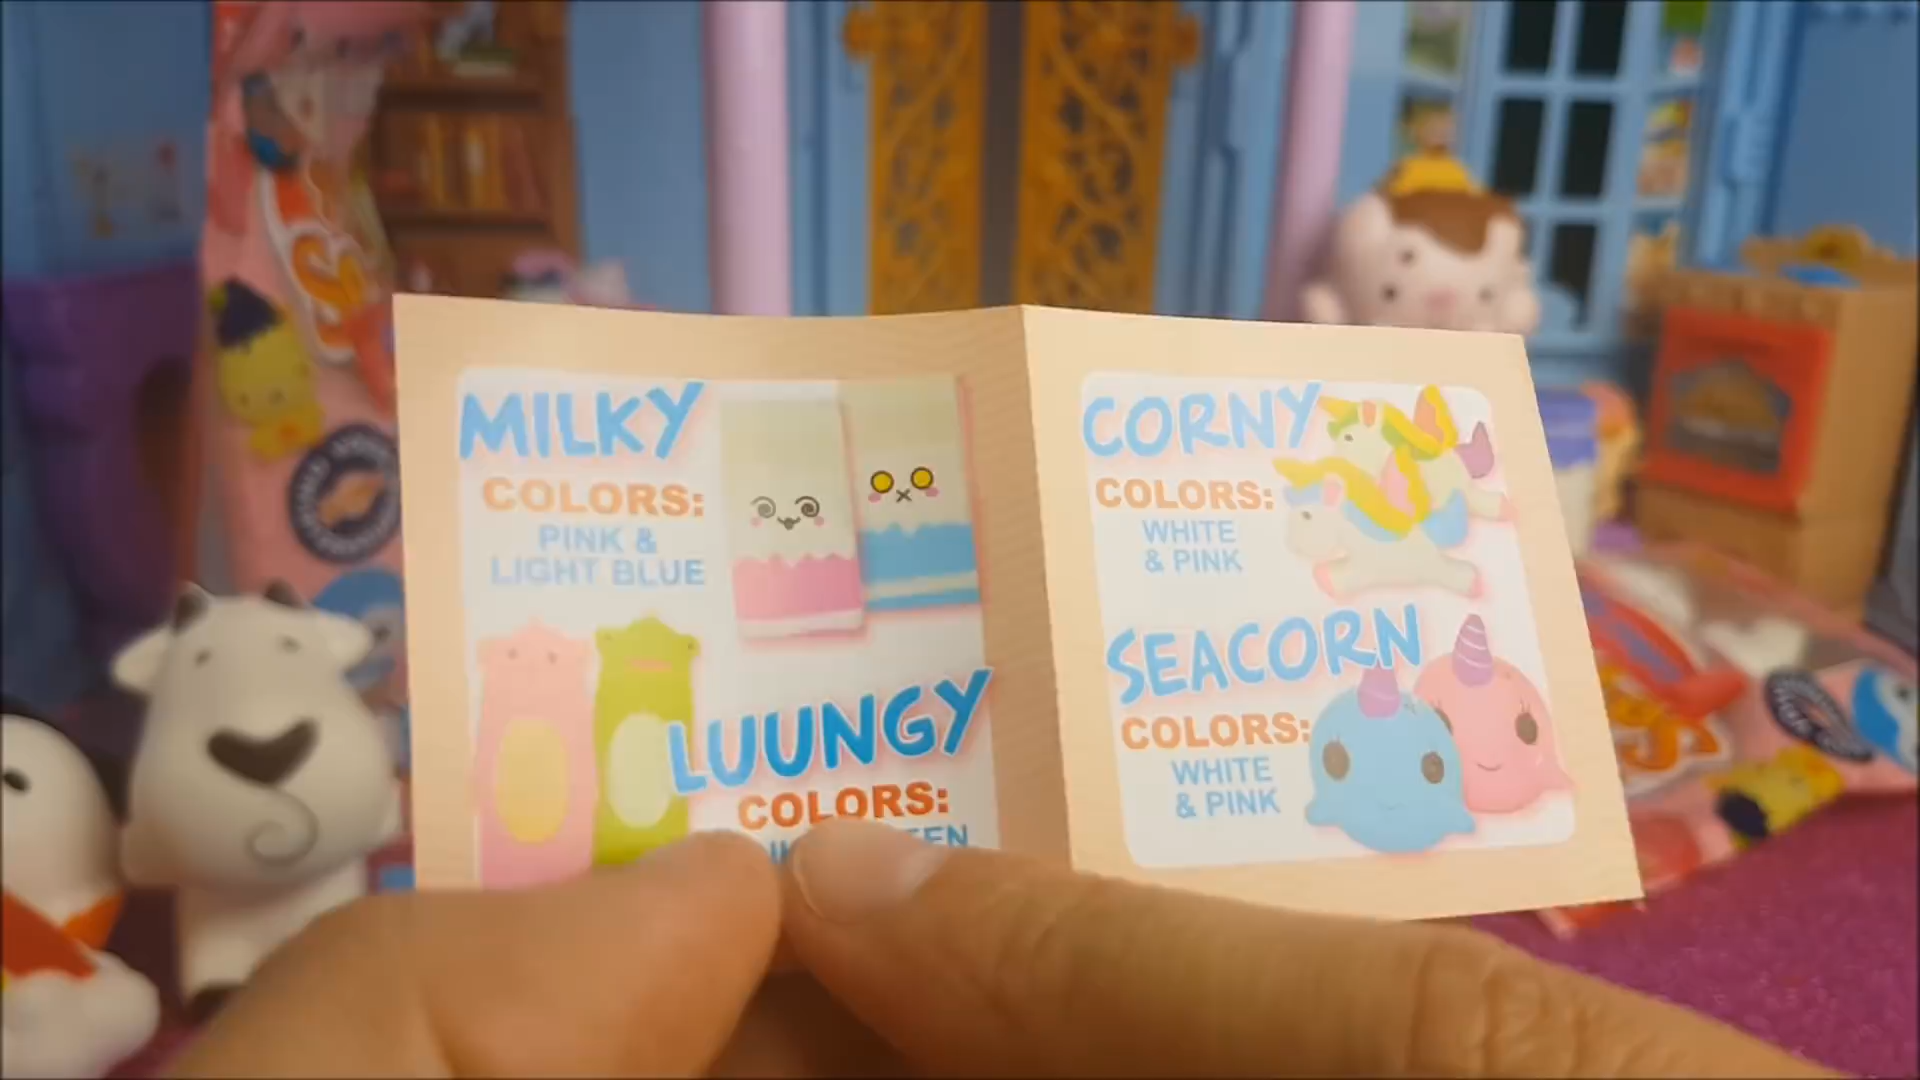 MILKY
COLORS:
PINK &
LIGHT BLUE
LUUNGY
COLORS:
CORNY
COLORS:
WHITE
& PINK
SEACORN
COLORS:
WHITE
& PINK